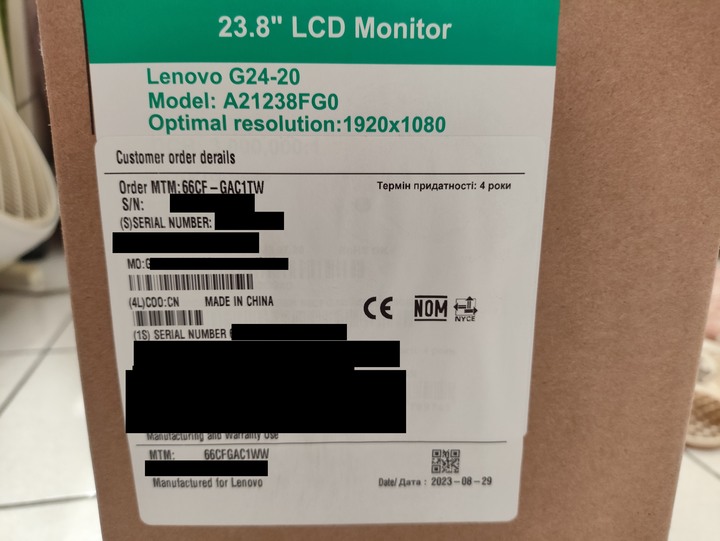 23.8" LCD Monitor
Lenovo G24-20
Model: A21238FG0
Optimal resolution:1920x1080
Customer order derails
Order MTM:66CF-GAC1TW
Термін придатності: 4 роки
S/N:
(S)SERIAL NUMBER:
MO:G
(4L)COO:CN MADE IN CHINA
CE NOM NYCE
(1S) SERIAL NUMBER
Manufacturing and Warranty Use
MTM: 66CFGAC1WW
Manufactured for Lenovo
Date/Дата : 2023-08-29